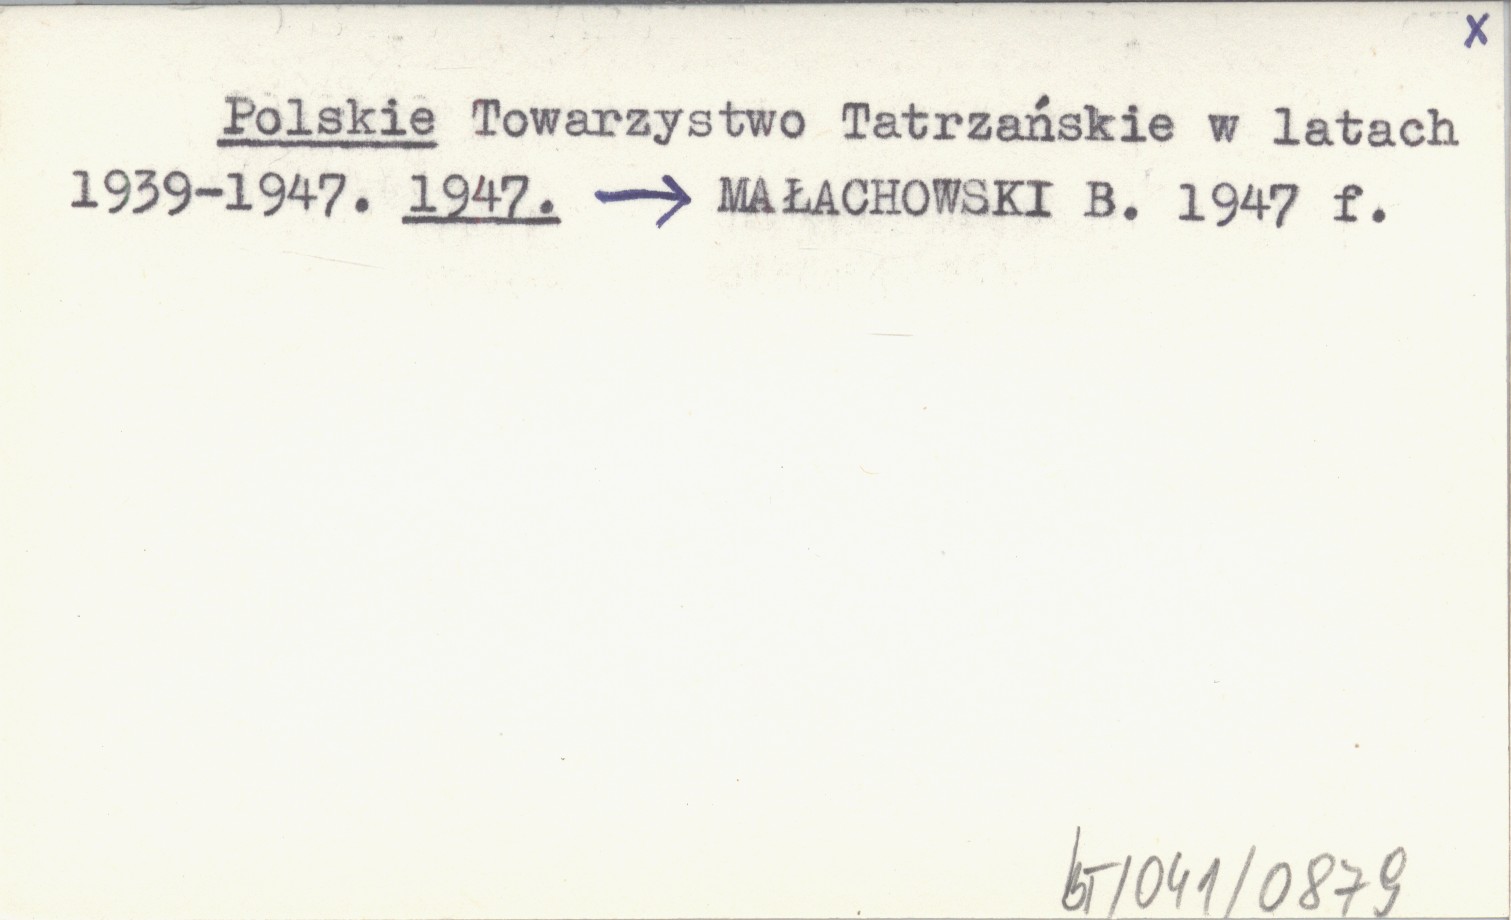 x
Polskie Towarzystwo Tatrzańskie w latach
1939-1947. 1947. → MAŁACHOWSKI B. 1947 f.
BT/041/0879